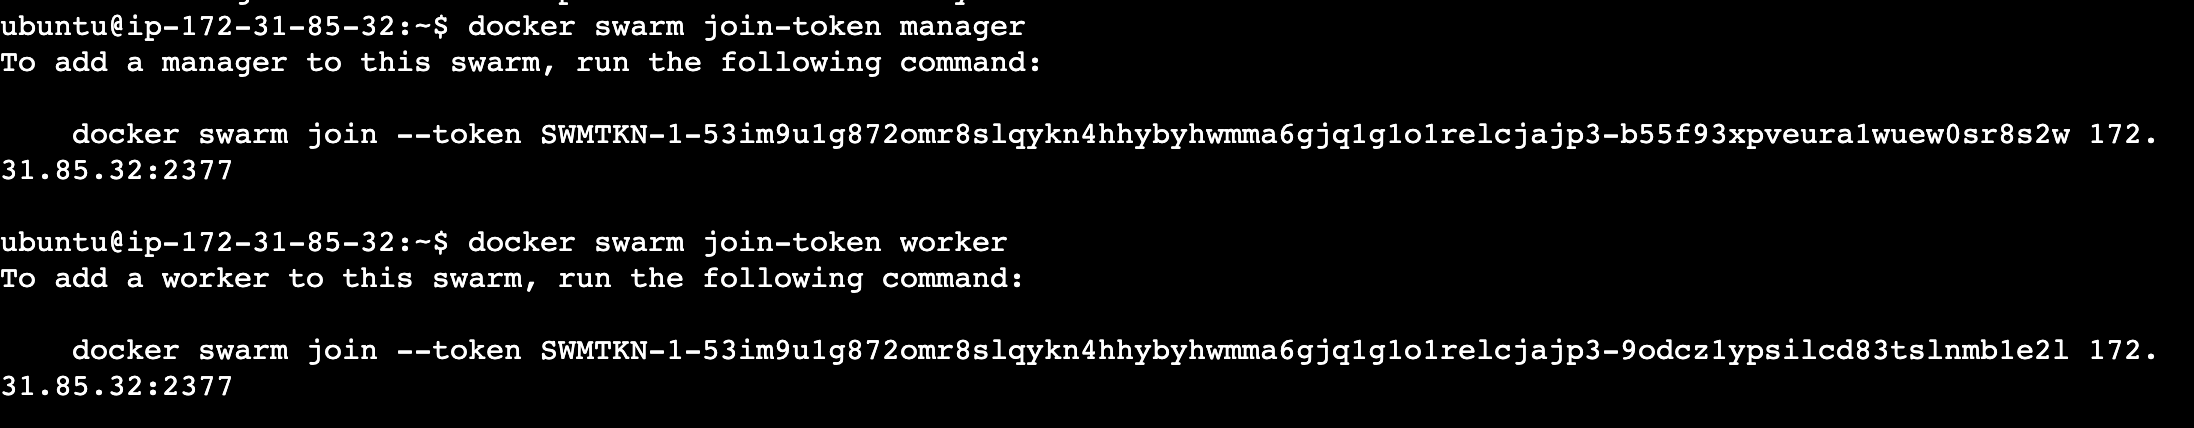 ubuntu@ip-172-31-85-32:~$ docker swarm join-token manager
To add a manager to this swarm, run the following command:
docker swarm join --token SWMTKN-1-53im9u1g872omr8slqykn4hhybyhwmma6gjq1g1o1relcjajp3-b55f93xpveura1wuew0sr8s2w 172.
31.85.32:2377
ubuntu@ip-172-31-85-32:~$ docker swarm join-token worker
To add a worker to this swarm, run the following command:
docker swarm join --token SWMTKN-1-53im9u1g872omr8slqykn4hhybyhwmma6gjq1g1o1relcjajp3-9odcz1ypsilcd83tslnmb1e2l 172.
31.85.32:2377